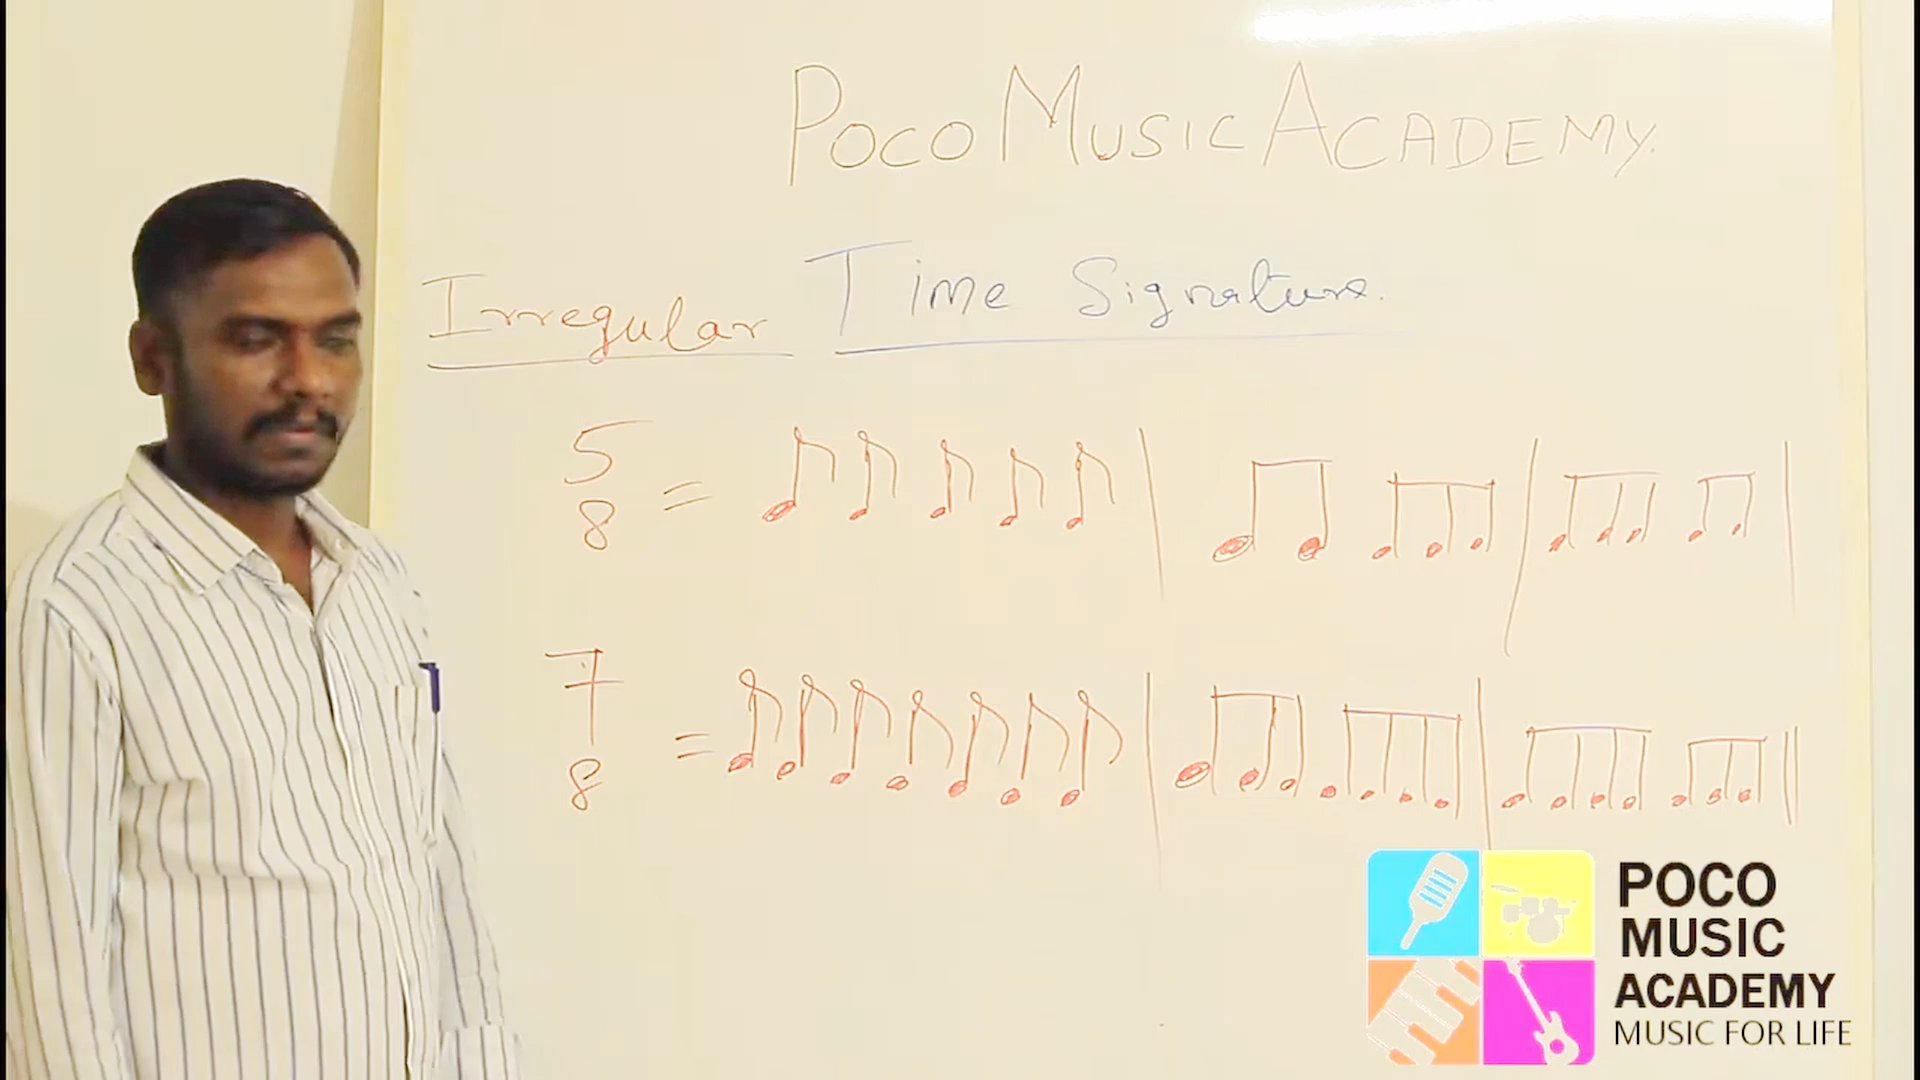 POCO MUSIC ACADEMY.
Irregular Time Signature.
5
8 =
7
8 =
POCO
MUSIC
ACADEMY
MUSIC FOR LIFE